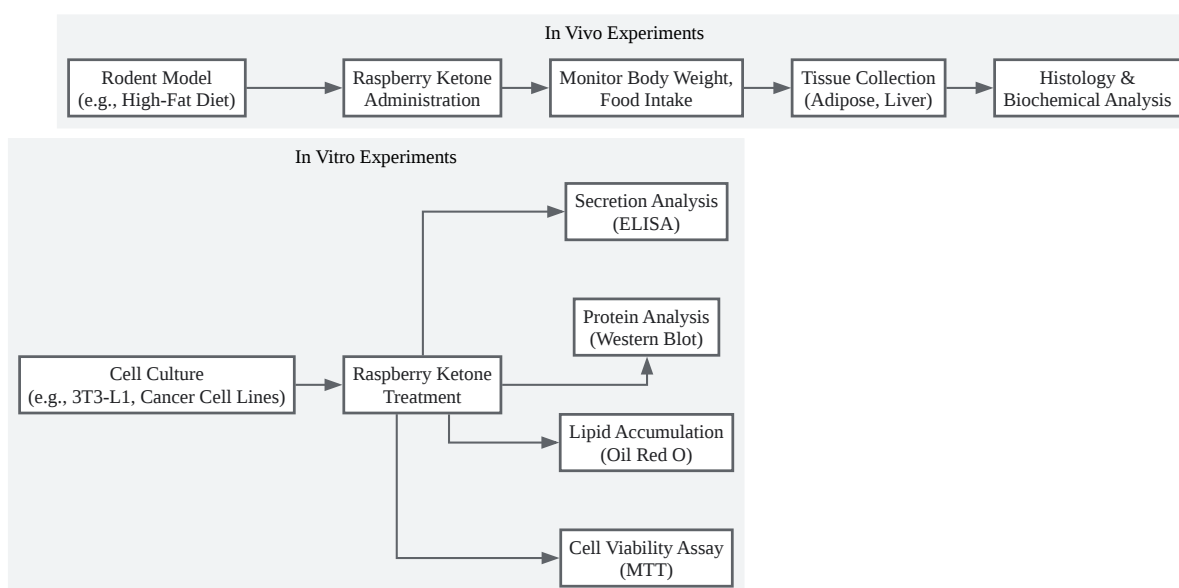 In Vivo Experiments
Rodent Model
(e.g., High-Fat Diet)
Raspberry Ketone
Administration
Monitor Body Weight,
Food Intake
Tissue Collection
(Adipose, Liver)
Histology &
Biochemical Analysis
In Vitro Experiments
Cell Culture
(e.g., 3T3-L1, Cancer Cell Lines)
Raspberry Ketone
Treatment
Secretion Analysis
(ELISA)
Protein Analysis
(Western Blot)
Lipid Accumulation
(Oil Red O)
Cell Viability Assay
(MTT)